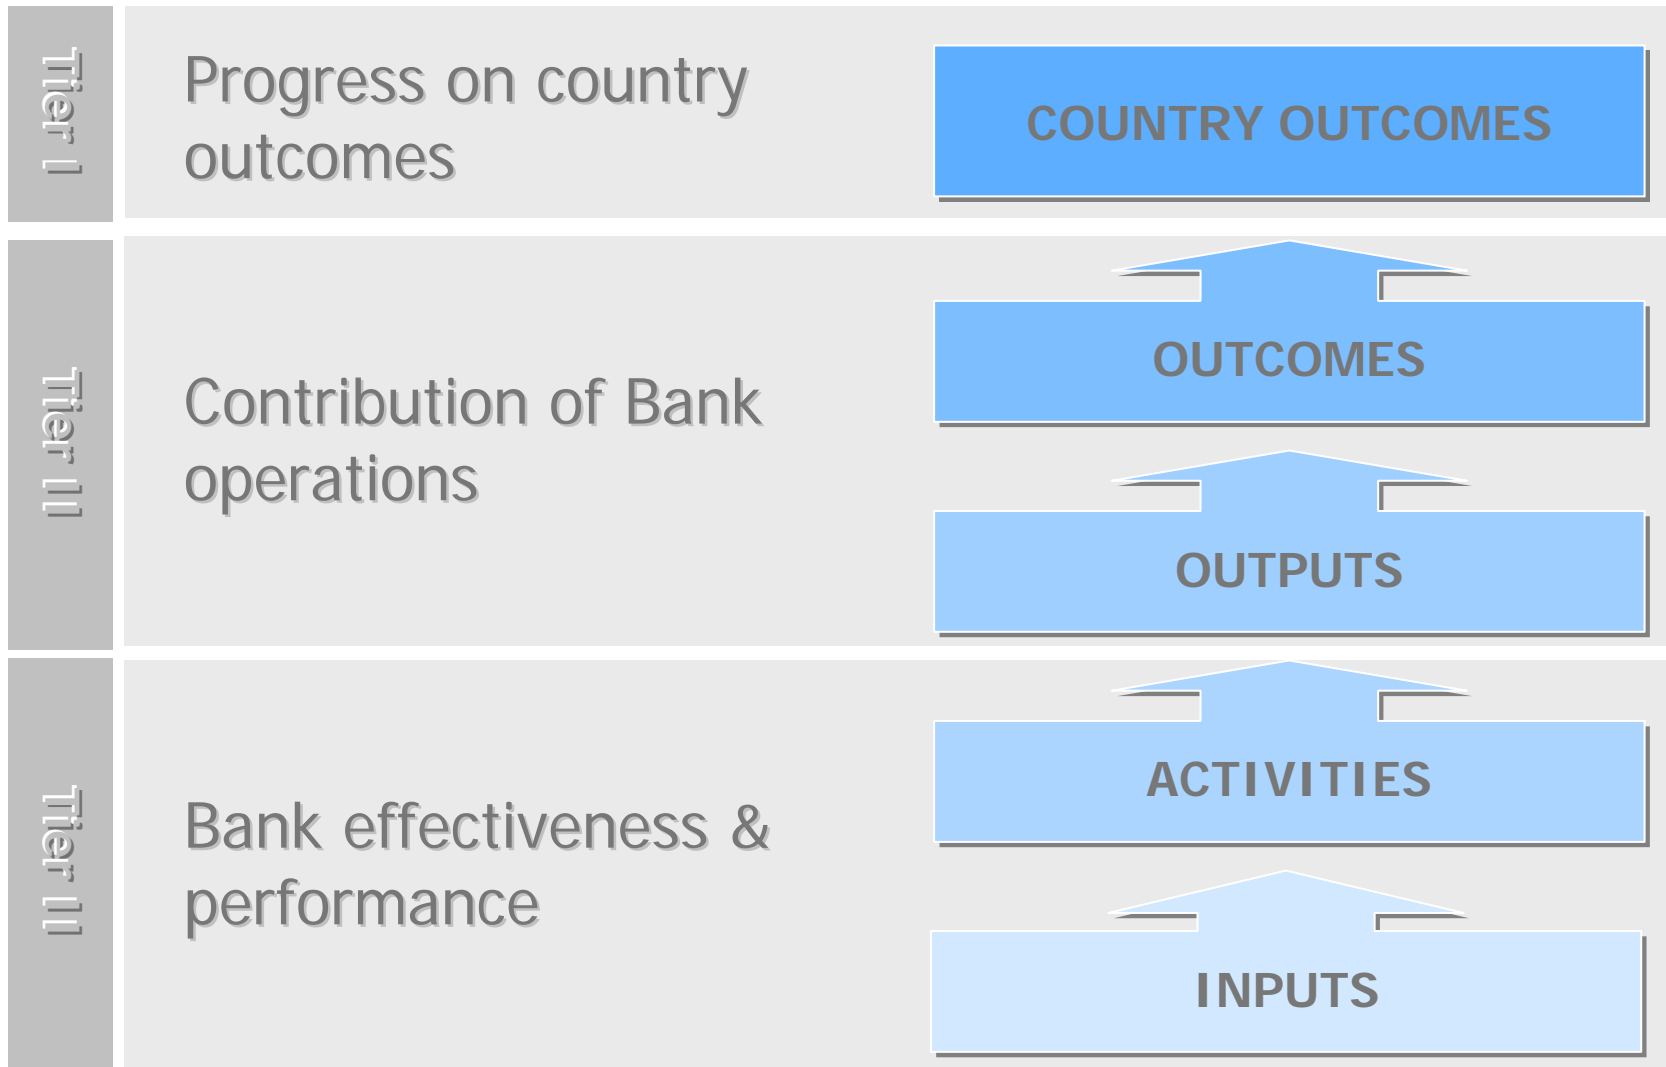 Tier I
Progress on country
outcomes
COUNTRY OUTCOMES
Tier II
Contribution of Bank
operations
OUTCOMES
OUTPUTS
Tier III
Bank effectiveness &
performance
ACTIVITIES
INPUTS